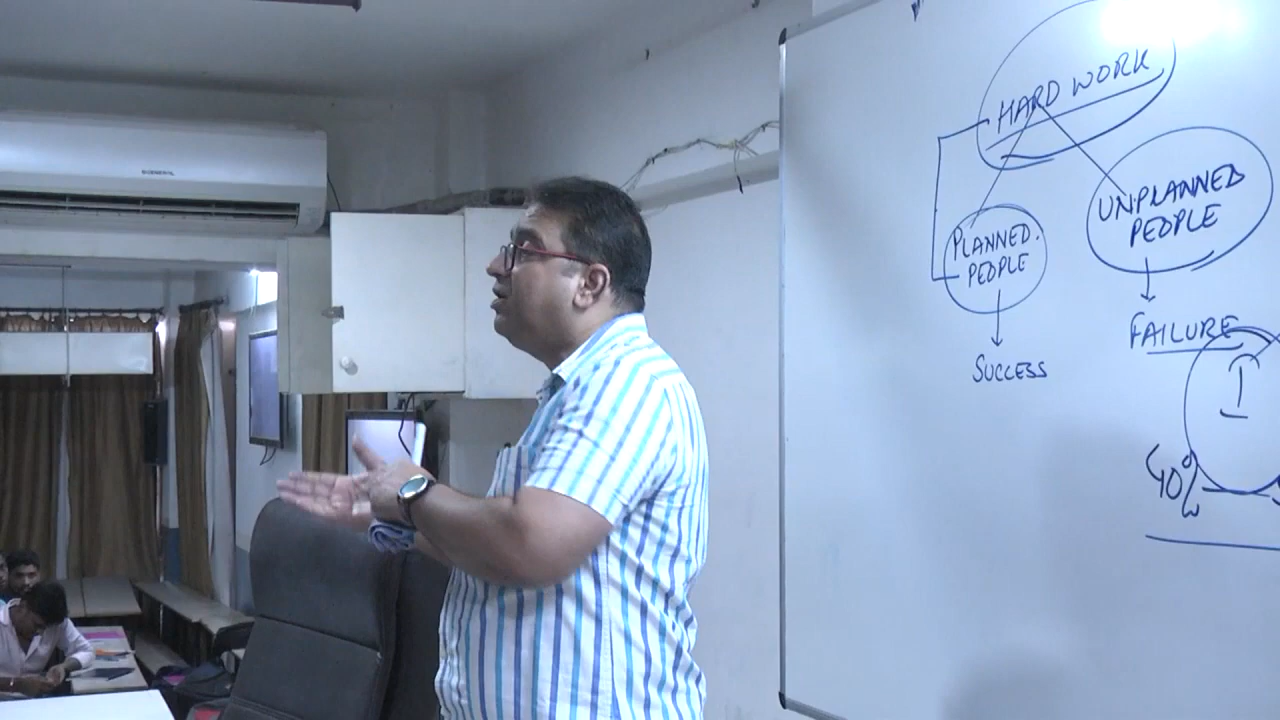 HARD WORK
PLANNED.
PEOPLE
SUCCESS
UNPLANNED
PEOPLE
FAILURE
40%